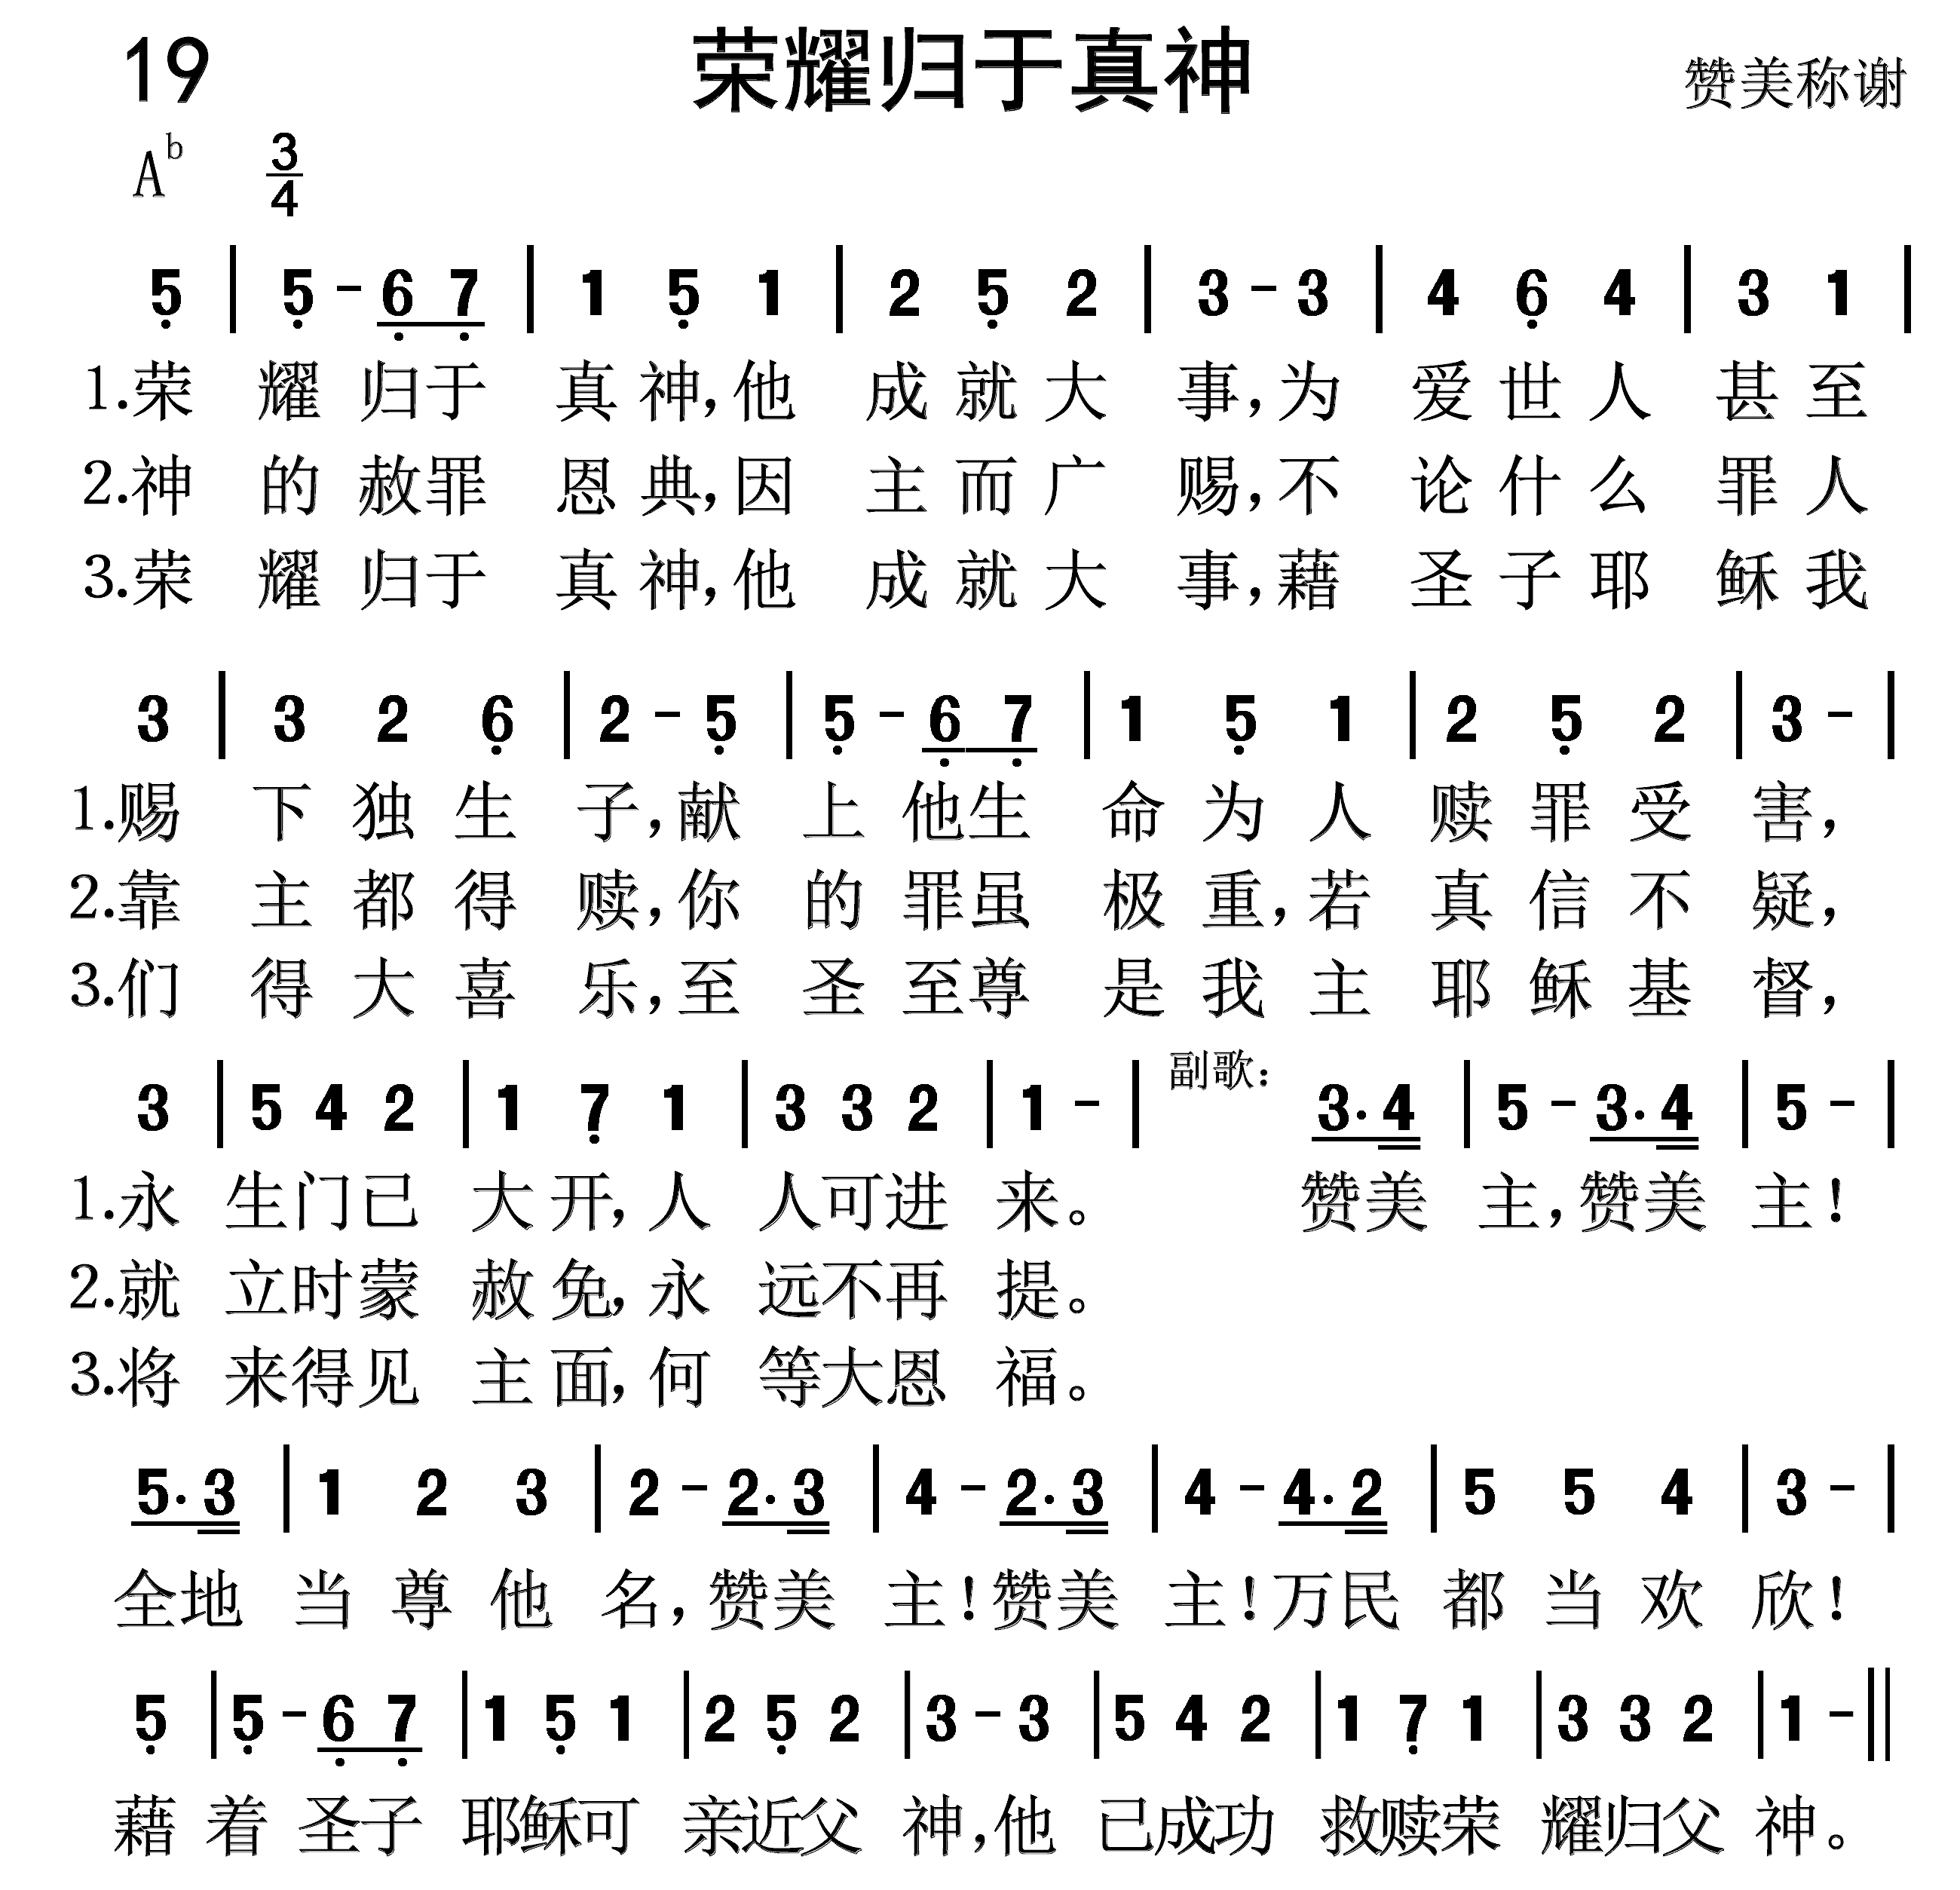 19 荣耀归于真神 赞美称谢
A♭ 3/4
5̣ | 5̣ - 6̣ 7̣ | 1 5̣ 1 | 2 5̣ 2 | 3 - 3 | 4 6̣ 4 | 3 1 |
1.荣 耀 归于 真 神,他 成 就 大 事,为 爱 世 人 甚 至
2.神 的 赦罪 恩 典,因 主 而 广 赐,不 论 什 么 罪 人
3.荣 耀 归于 真 神,他 成 就 大 事,藉 圣 子 耶 稣 我
3 | 3 2 6̣ | 2 - 5̣ | 5̣ - 6̣ 7̣ | 1 5̣ 1 | 2 5̣ 2 | 3 - |
1.赐 下 独 生 子,献 上 他生 命 为 人 赎 罪 受 害,
2.靠 主 都 得 赎,你 的 罪虽 极 重,若 真 信 不 疑,
3.们 得 大 喜 乐,至 圣 至尊 是 我 主 耶 稣 基 督,
3 | 5 4 2 | 1 7̣ 1 | 3 3 2 | 1 - | 副歌: 3. 4 | 5 - 3. 4 | 5 - |
1.永 生门已 大 开,人 人可进 来。 赞美 主,赞美 主!
2.就 立时蒙 赦 免,永 远不再 提。
3.将 来得见 主 面,何 等大恩 福。
5. 3 | 1 2 3 | 2 - 2. 3 | 4 - 2. 3 | 4 - 4. 2 | 5 5 4 | 3 - |
全地 当 尊 他 名,赞美 主!赞美 主!万民 都 当 欢 欣!
5̣ | 5̣ - 6̣ 7̣ | 1 5̣ 1 | 2 5̣ 2 | 3 - 3 | 5 4 2 | 1 7̣ 1 | 3 3 2 | 1 - ||
藉 着 圣子 耶稣可 亲近父 神,他 已成功 救赎荣 耀归父 神。